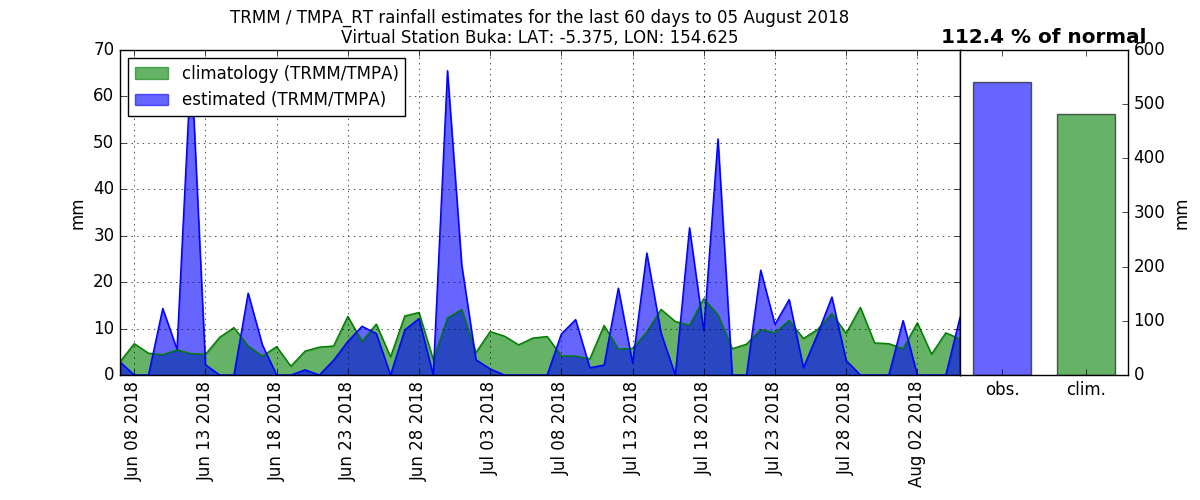 TRMM / TMPA_RT rainfall estimates for the last 60 days to 05 August 2018
Virtual Station Buka: LAT: -5.375, LON: 154.625
112.4 % of normal
climatology (TRMM/TMPA)
estimated (TRMM/TMPA)
70
60
50
40
30
20
10
0
mm
600
500
400
300
200
100
0
mm
Jun 08 2018
Jun 13 2018
Jun 18 2018
Jun 23 2018
Jun 28 2018
Jul 03 2018
Jul 08 2018
Jul 13 2018
Jul 18 2018
Jul 23 2018
Jul 28 2018
Aug 02 2018
obs.
clim.